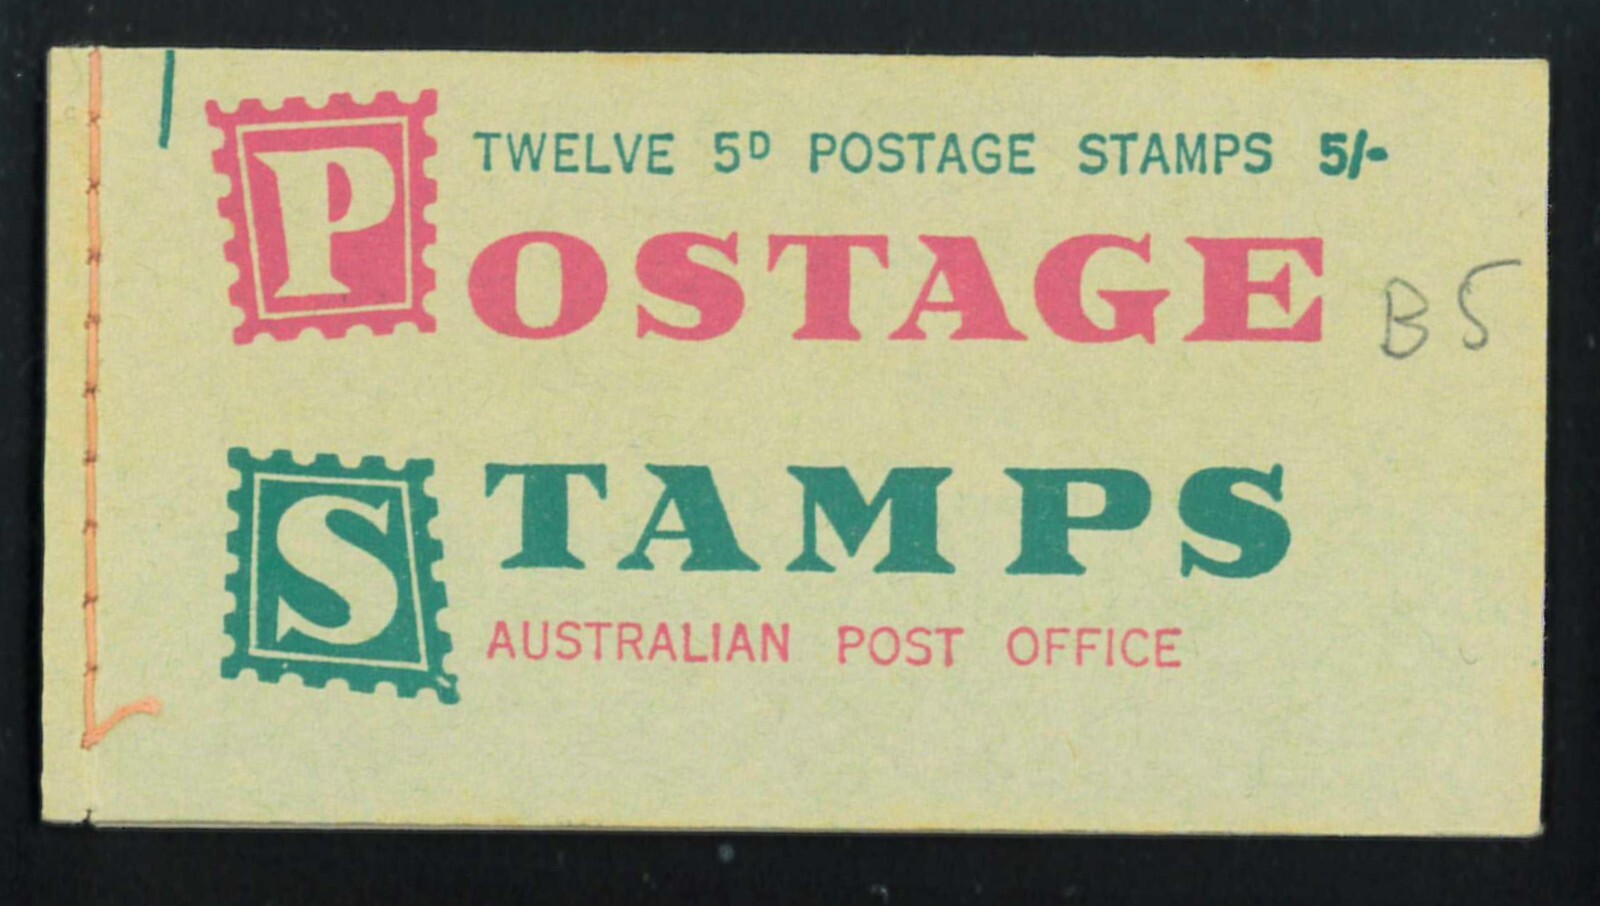 TWELVE 5D POSTAGE STAMPS 5/-
POSTAGE
B5
STAMPS
AUSTRALIAN POST OFFICE